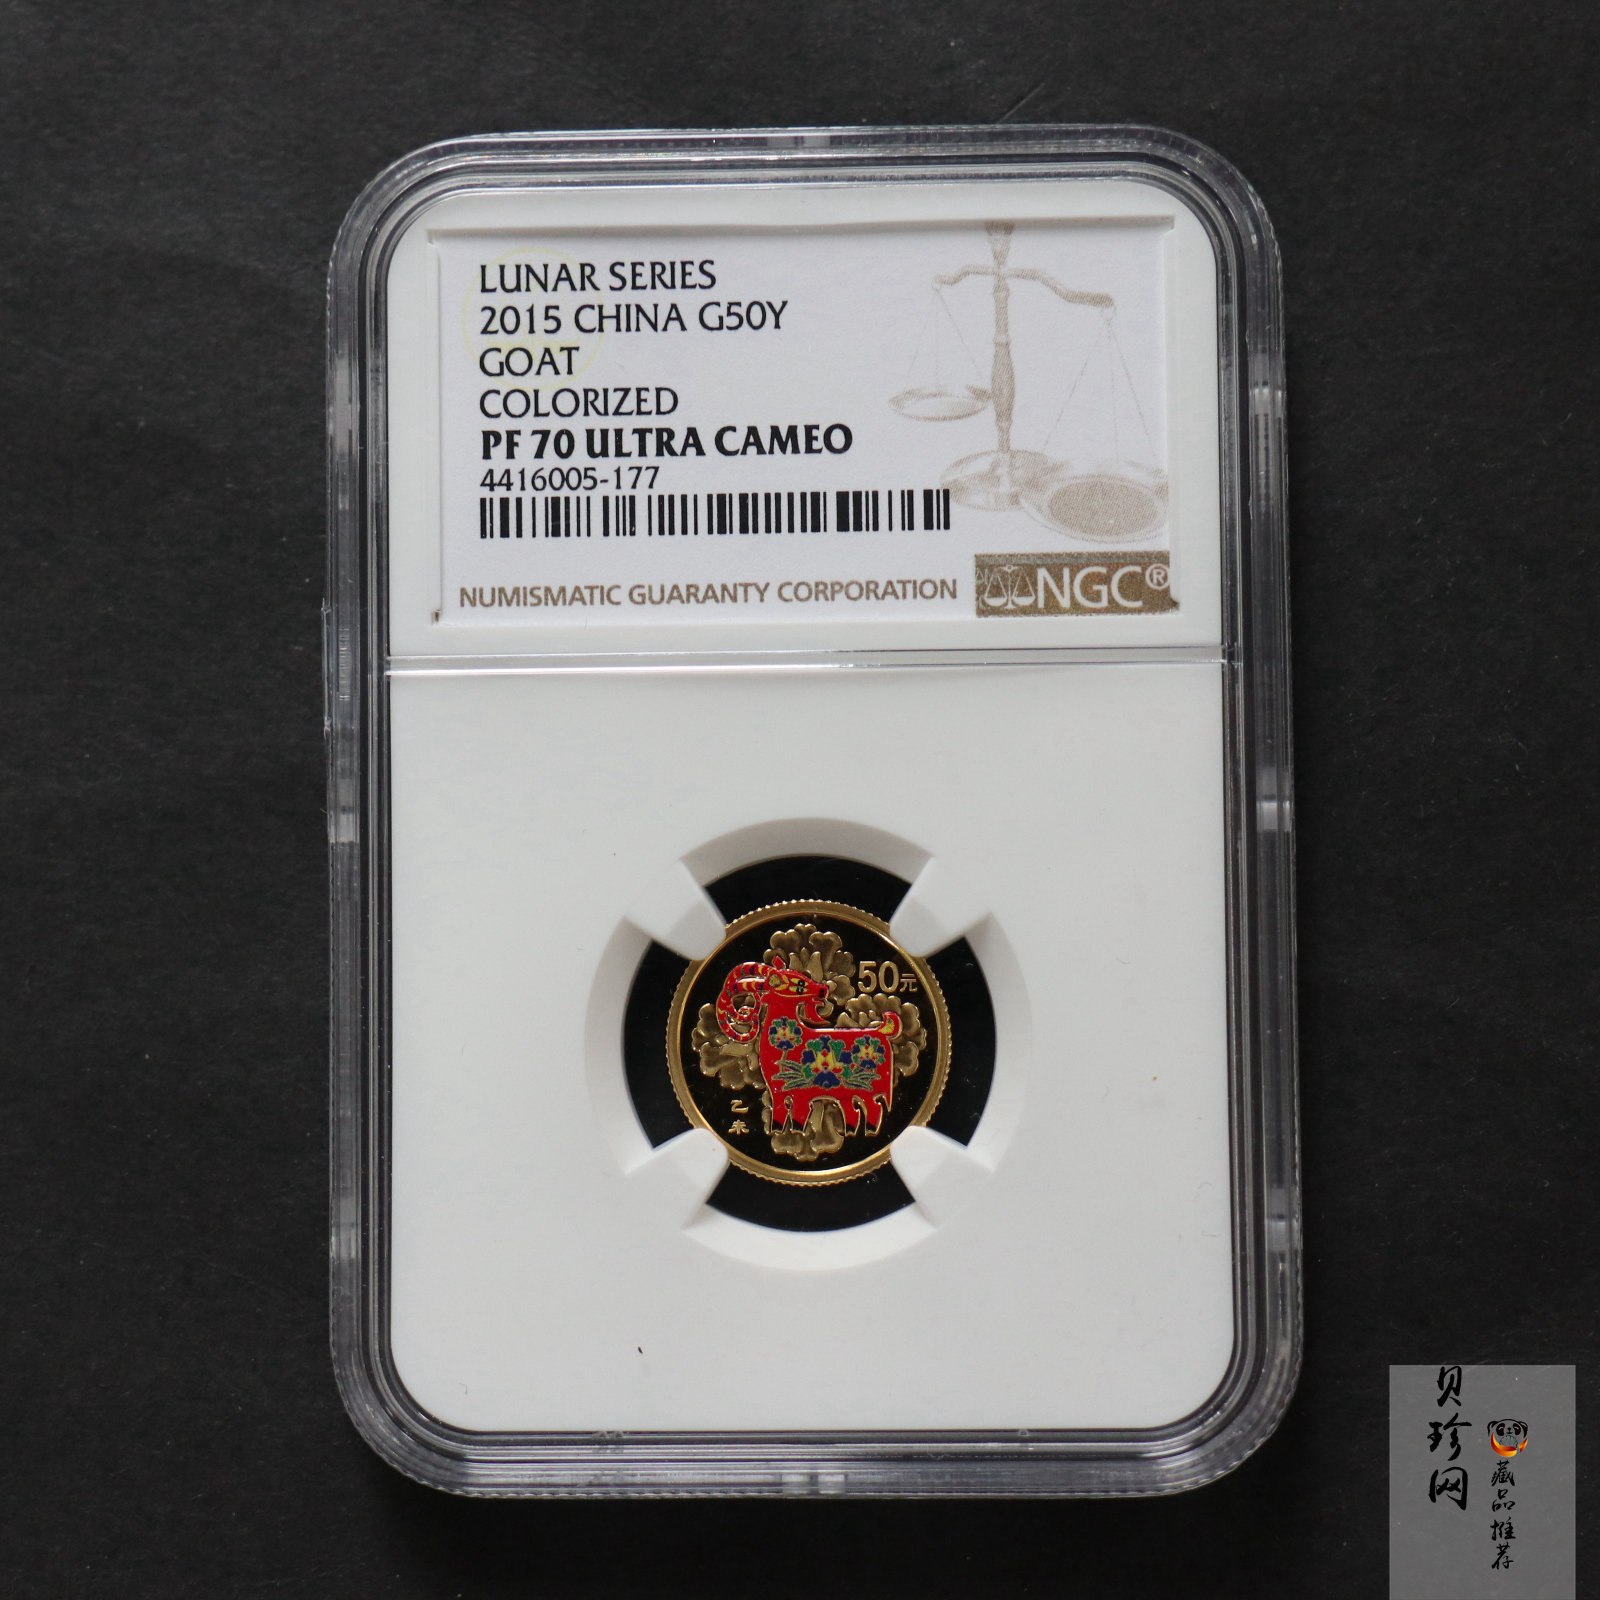 LUNAR SERIES
2015 CHINA G50Y
GOAT
COLORIZED
PF 70 ULTRA CAMEO
4416005-177
NUMISMATIC GUARANTY CORPORATION
NGC®
50元
乙
未
贝珍网
藏品推荐